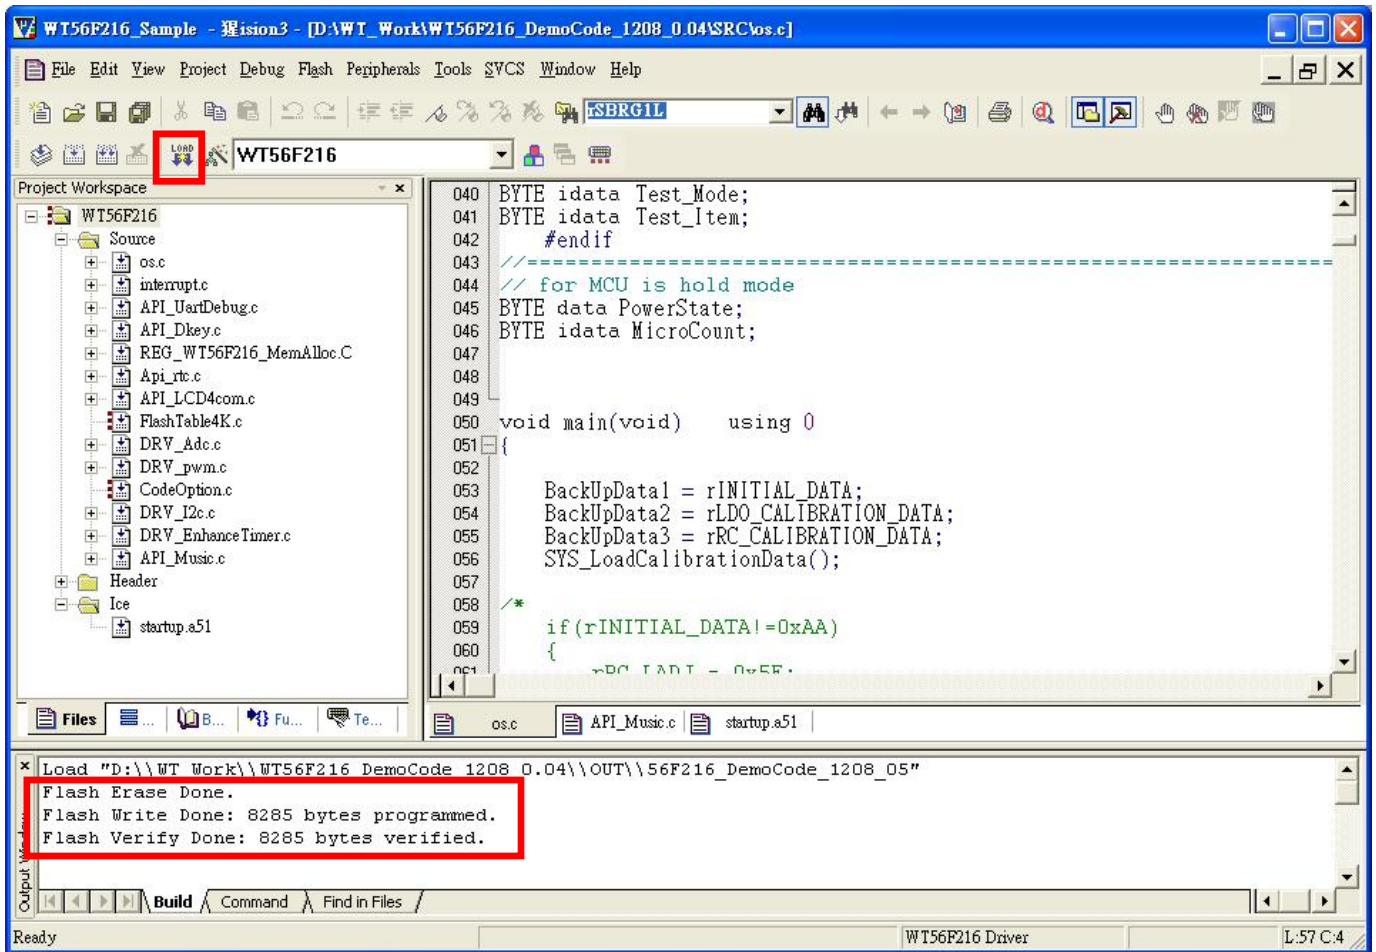 WT56F216_Sample - 猩ision3 - [D:\WT_Work\WT56F216_DemoCode_1208_0.04\SRC\os.c]
File Edit View Project Debug Flash Peripherals Tools SVCS Window Help
rSBRG1L
LOAD WT56F216
Project Workspace
WT56F216
Source
os.c
interrupt.c
API_UartDebug.c
API_Dkey.c
REG_WT56F216_MemAlloc.C
Api_rtc.c
API_LCD4com.c
FlashTable4K.c
DRV_Adc.c
DRV_pwm.c
CodeOption.c
DRV_I2c.c
DRV_EnhanceTimer.c
API_Music.c
Header
Ice
startup.a51
Files ... B... Fu... Te...
040 BYTE idata Test_Mode;
041 BYTE idata Test_Item;
042 #endif
043 //===============================================================
044 // for MCU is hold mode
045 BYTE data PowerState;
046 BYTE idata MicroCount;
047
048
049
050 void main(void) using 0
051 {
052
053 BackUpData1 = rINITIAL_DATA;
054 BackUpData2 = rLDO_CALIBRATION_DATA;
055 BackUpData3 = rRC_CALIBRATION_DATA;
056 SYS_LoadCalibrationData();
057
058 /*
059 if(rINITIAL_DATA!=0xAA)
060 {
061
os.c API_Music.c startup.a51
Load "D:\\WT_Work\\WT56F216_DemoCode_1208_0.04\\OUT\\56F216_DemoCode_1208_05"
Flash Erase Done.
Flash Write Done: 8285 bytes programmed.
Flash Verify Done: 8285 bytes verified.
Output Window
Build Command Find in Files
Ready WT56F216 Driver L:57 C:4